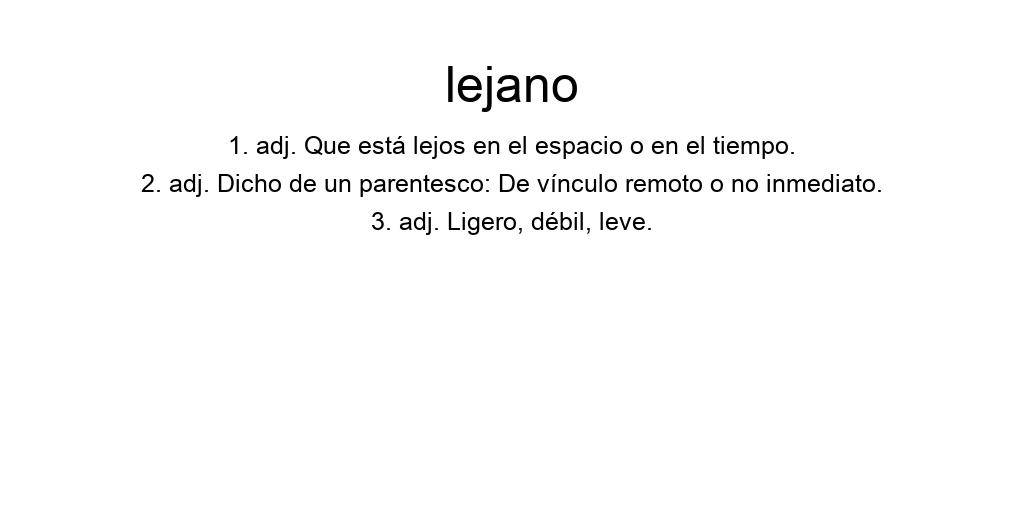 lejano
1. adj. Que está lejos en el espacio o en el tiempo.
2. adj. Dicho de un parentesco: De vínculo remoto o no inmediato.
3. adj. Ligero, débil, leve.